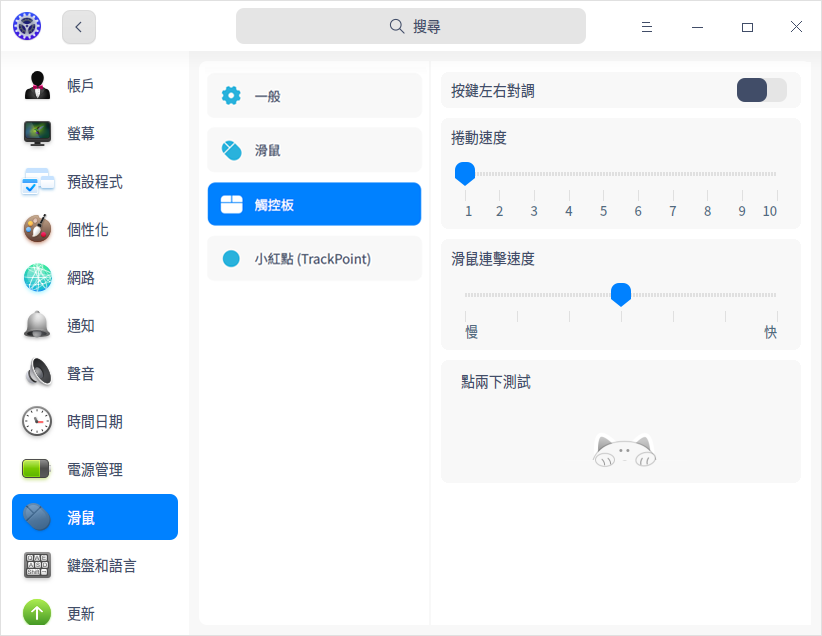 搜尋
帳戶
螢幕
預設程式
個性化
網路
通知
聲音
時間日期
電源管理
滑鼠
鍵盤和語言
更新
一般
滑鼠
觸控板
小紅點 (TrackPoint)
按鍵左右對調
捲動速度
1 2 3 4 5 6 7 8 9 10
滑鼠連擊速度
慢 快
點兩下測試